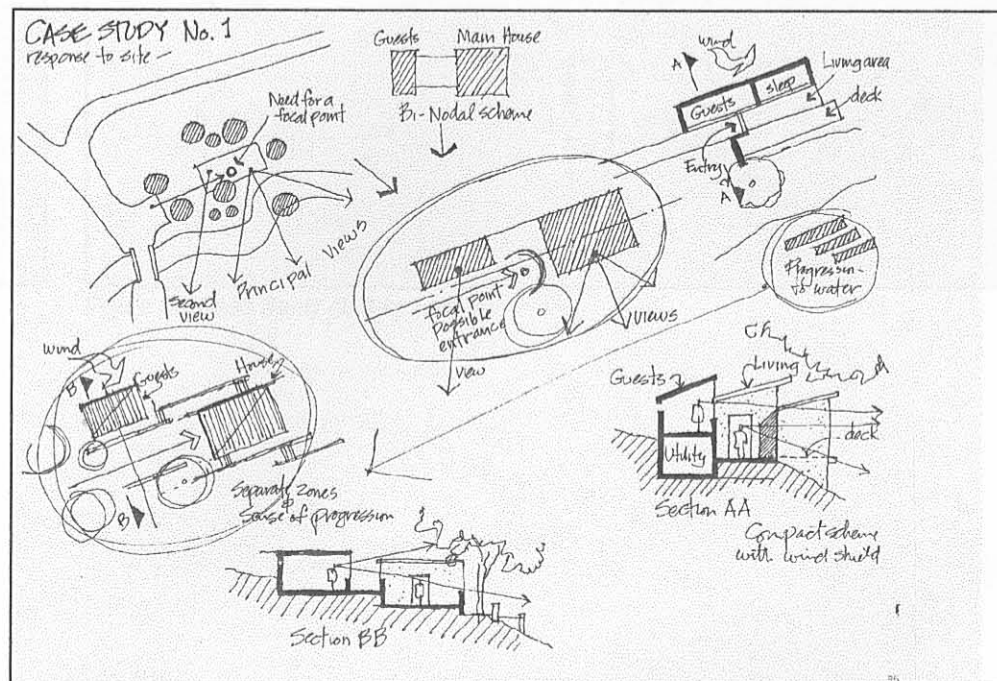 CASE STUDY No. 1
response to site -
Guests
Main House
Bi-Nodal scheme
Need for a
focal point
Second
view
Principal VIEWS
A
wind
Living area
deck
Guests
sleep
Entry
A
focal point
possible
entrance
views
view
Progression
to water
wind
B
Guests
House
B
Separate zones
&
Sense of progression
Section BB
Guests
Living
Utility
deck
Section AA
Compact scheme
with wind shield